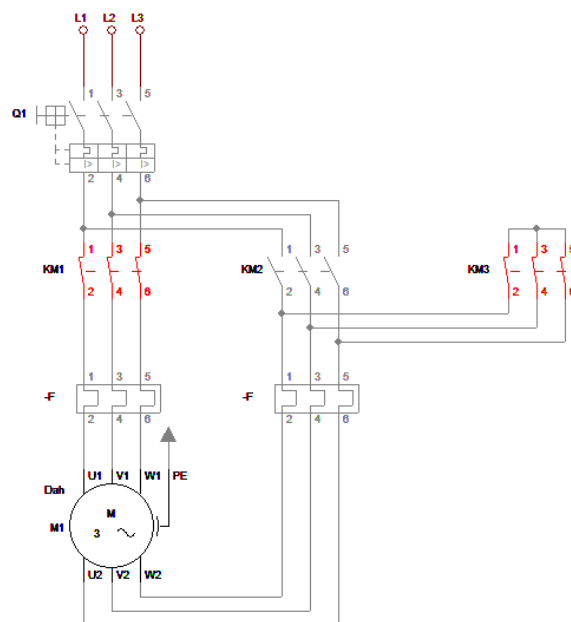 L1 L2 L3
1 3 5
Q1
I> I> I>
2 4 6
1 3 5 1 3 5 1 3 5
KM1 KM2 KM3
2 4 6 2 4 6 2 4 6
1 3 5 1 3 5
-F -F
2 4 6 2 4 6
U1 V1 W1 PE
Dah
M
M1
3
U2 V2 W2